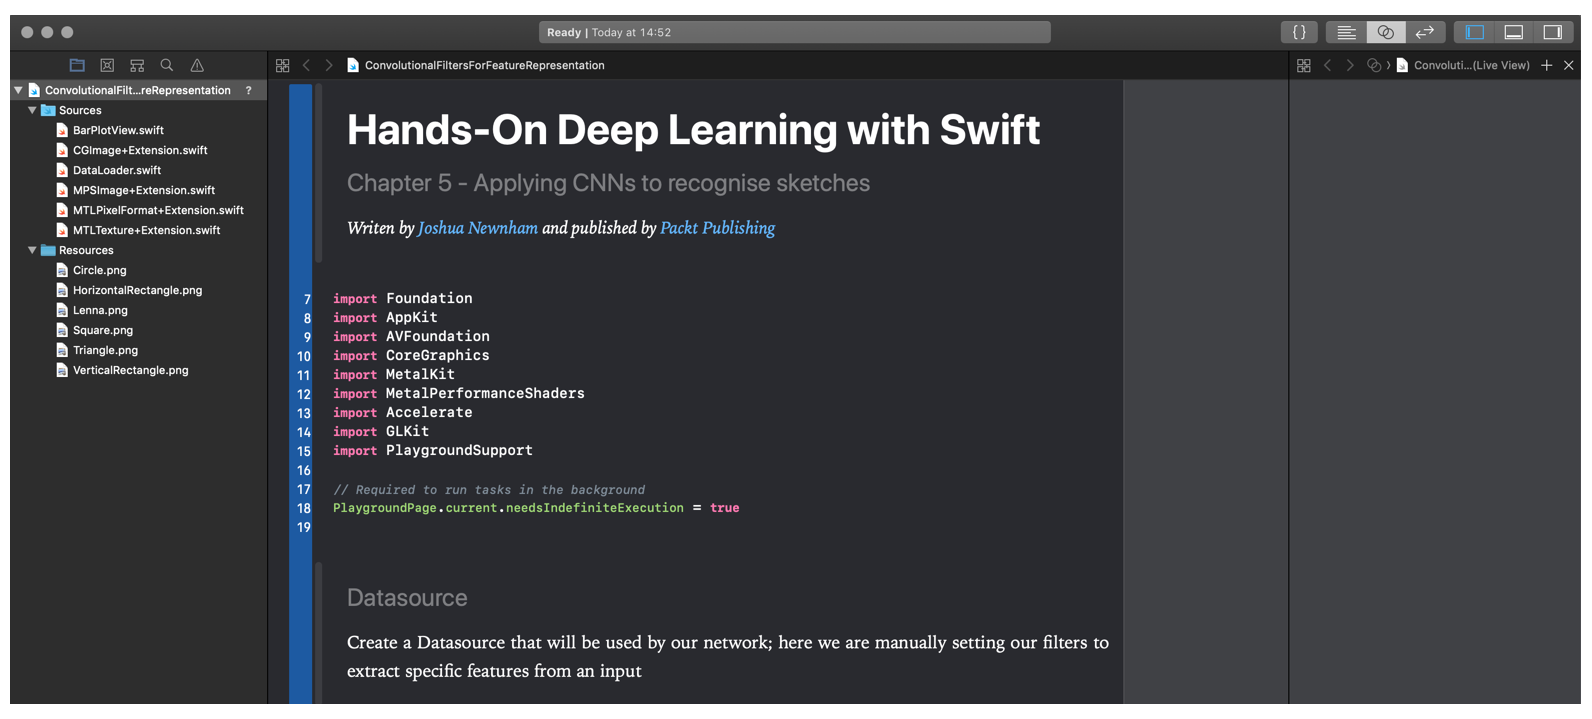 Ready | Today at 14:52
{ }
ConvolutionalFiltersForFeatureRepresentation
Convoluti...(Live View)
ConvolutionalFilt...reRepresentation ?
Sources
BarPlotView.swift
CGImage+Extension.swift
DataLoader.swift
MPSImage+Extension.swift
MTLPixelFormat+Extension.swift
MTLTexture+Extension.swift
Resources
Circle.png
HorizontalRectangle.png
Lenna.png
Square.png
Triangle.png
VerticalRectangle.png
Hands-On Deep Learning with Swift
Chapter 5 - Applying CNNs to recognise sketches
Writen by Joshua Newnham and published by Packt Publishing
7 import Foundation
8 import AppKit
9 import AVFoundation
10 import CoreGraphics
11 import MetalKit
12 import MetalPerformanceShaders
13 import Accelerate
14 import GLKit
15 import PlaygroundSupport
16
17 // Required to run tasks in the background
18 PlaygroundPage.current.needsIndefiniteExecution = true
19
Datasource
Create a Datasource that will be used by our network; here we are manually setting our filters to
extract specific features from an input